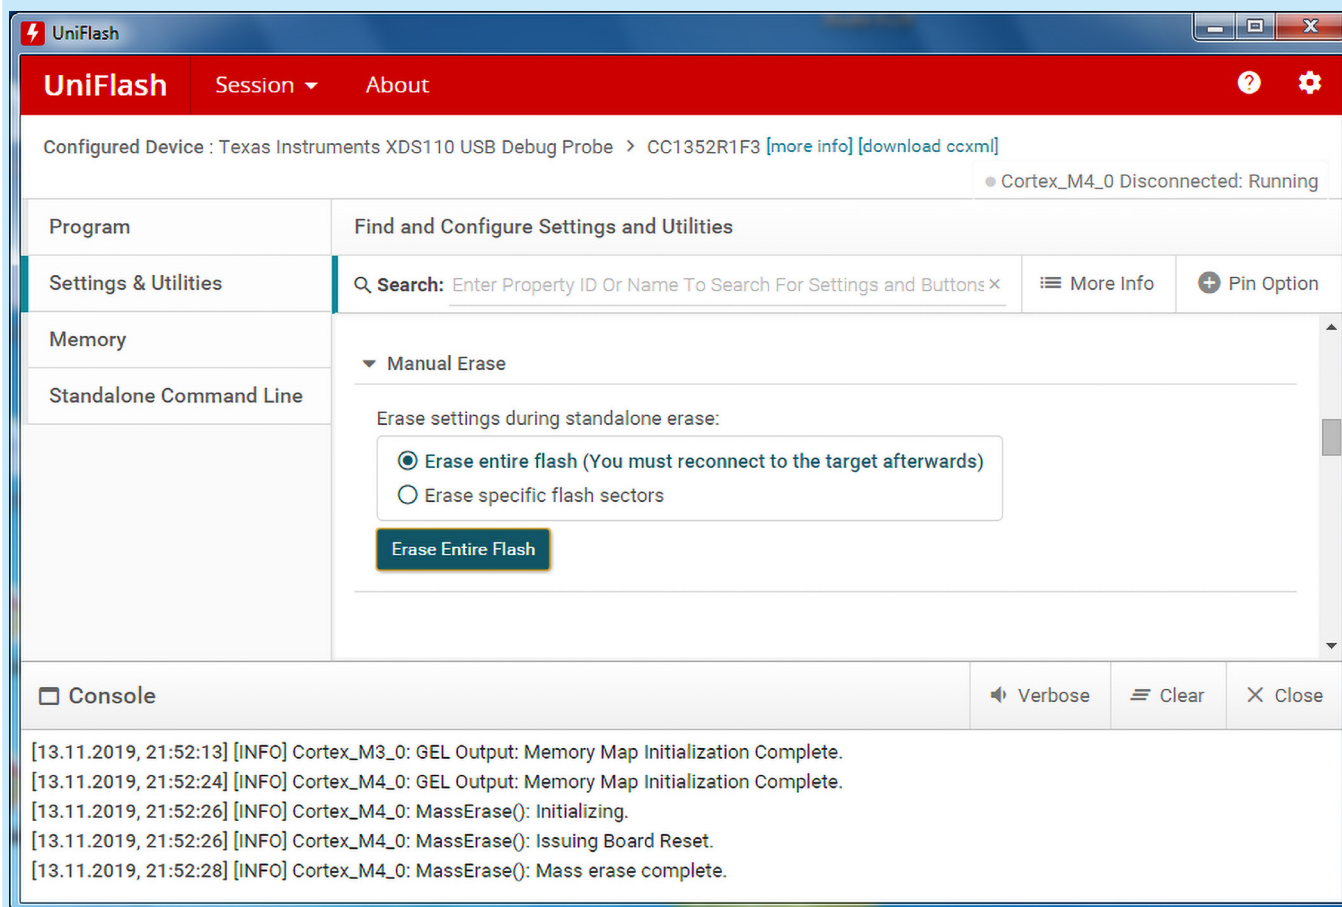 UniFlash
UniFlash Session About
Configured Device : Texas Instruments XDS110 USB Debug Probe > CC1352R1F3 [more info] [download ccxml]
Cortex_M4_0 Disconnected: Running
Program
Settings & Utilities
Memory
Standalone Command Line
Find and Configure Settings and Utilities
Search: Enter Property ID Or Name To Search For Settings and Buttons × More Info Pin Option
Manual Erase
Erase settings during standalone erase:
Erase entire flash (You must reconnect to the target afterwards)
Erase specific flash sectors
Erase Entire Flash
Console Verbose Clear Close
[13.11.2019, 21:52:13] [INFO] Cortex_M3_0: GEL Output: Memory Map Initialization Complete.
[13.11.2019, 21:52:24] [INFO] Cortex_M4_0: GEL Output: Memory Map Initialization Complete.
[13.11.2019, 21:52:26] [INFO] Cortex_M4_0: MassErase(): Initializing.
[13.11.2019, 21:52:26] [INFO] Cortex_M4_0: MassErase(): Issuing Board Reset.
[13.11.2019, 21:52:28] [INFO] Cortex_M4_0: MassErase(): Mass erase complete.